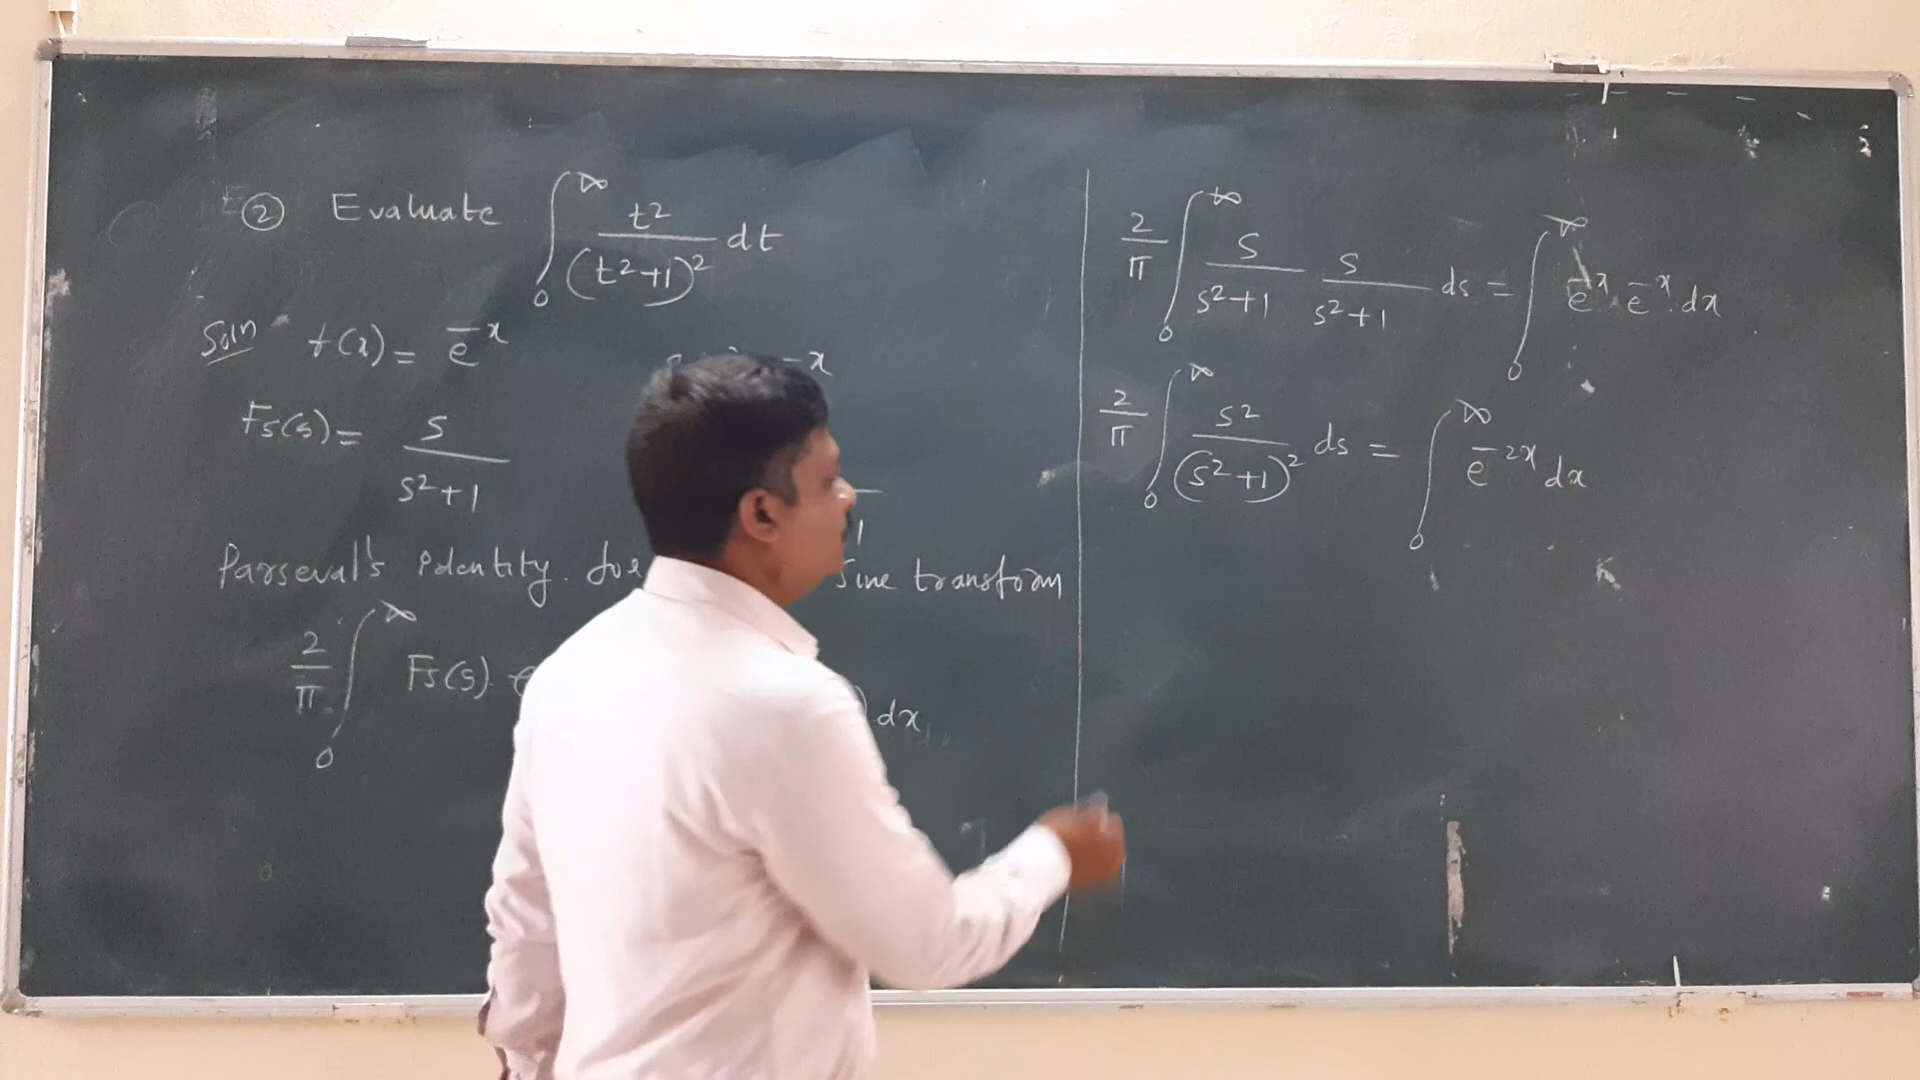 ② Evaluate ∫₀^∞ t²/(t²+1)² dt
Soln f(x) = e^-x
-x
Fs(s) = s/(s²+1)
1
Parseval's identity for sine transform
2/π ∫₀^∞ Fs(s) dx
2/π ∫₀^∞ s/(s²+1) s/(s²+1) ds = ∫₀^∞ e^-x . e^-x . dx
2/π ∫₀^∞ s²/(s²+1)² ds = ∫₀^∞ e^-2x dx